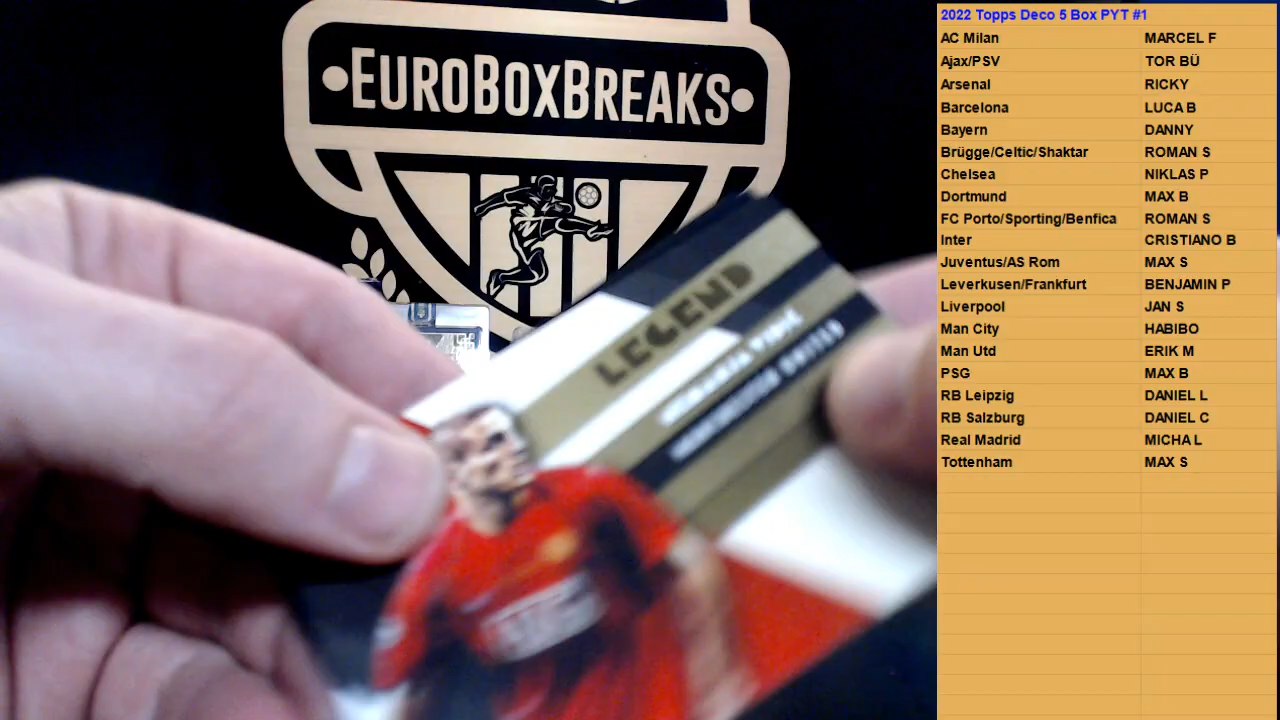 EUROBOXBREAKS
LEGEND
2022 Topps Deco 5 Box PYT #1
AC Milan MARCEL F
Ajax/PSV TOR BÜ
Arsenal RICKY
Barcelona LUCA B
Bayern DANNY
Brügge/Celtic/Shaktar ROMAN S
Chelsea NIKLAS P
Dortmund MAX B
FC Porto/Sporting/Benfica ROMAN S
Inter CRISTIANO B
Juventus/AS Rom MAX S
Leverkusen/Frankfurt BENJAMIN P
Liverpool JAN S
Man City HABIBO
Man Utd ERIK M
PSG MAX B
RB Leipzig DANIEL L
RB Salzburg DANIEL C
Real Madrid MICHA L
Tottenham MAX S